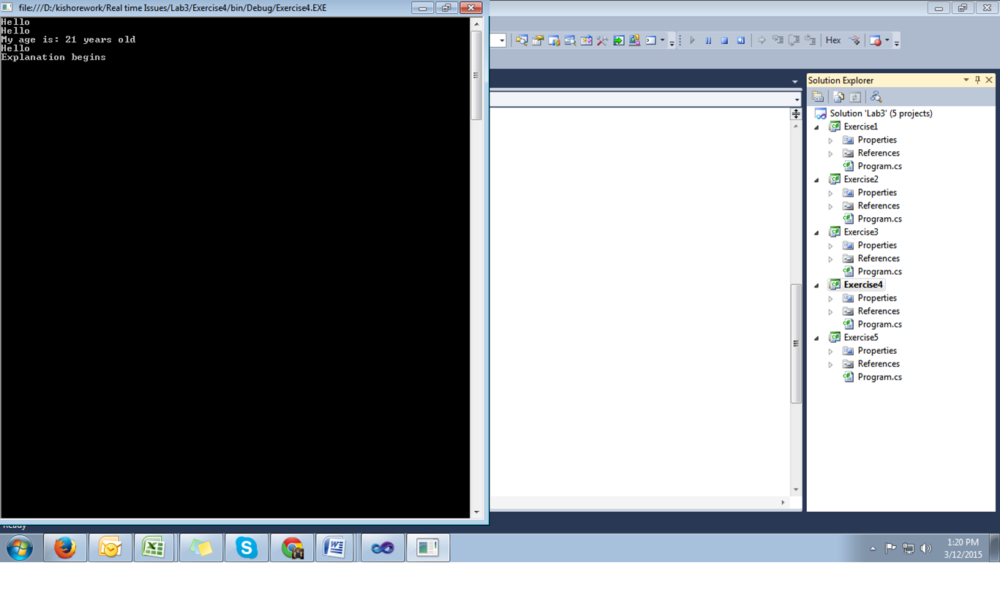 file:///D:/kishorework/Real time Issues/Lab3/Exercise4/bin/Debug/Exercise4.EXE
Hello
Hello
My age is: 21 years old
Hello
Explanation begins
Hex
Solution Explorer
Solution 'Lab3' (5 projects)
Exercise1
Properties
References
Program.cs
Exercise2
Properties
References
Program.cs
Exercise3
Properties
References
Program.cs
Exercise4
Properties
References
Program.cs
Exercise5
Properties
References
Program.cs
Ready
1:20 PM
3/12/2015